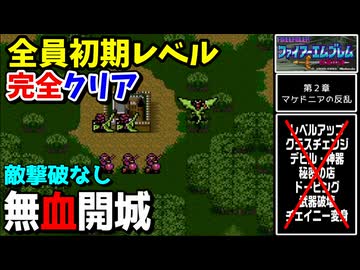 全員初期レベル
完全クリア
敵撃破なし
無血開城
ファイアーエムブレム
第2章
マケドニアの反乱
レベルアップ
クラスチェンジ
デビル・神器
秘密の店
ドーピング
武器破壊
チェイニー変身